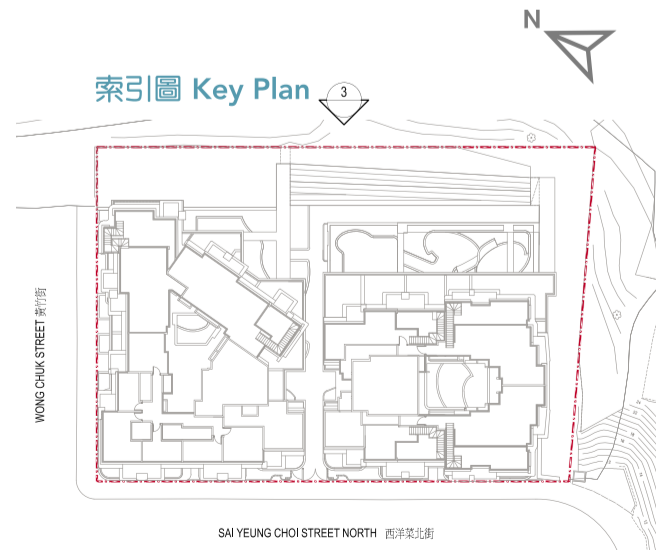 N
索引圖 Key Plan
3
WONG CHUK STREET 黃竹街
SAI YEUNG CHOI STREET NORTH 西洋菜北街